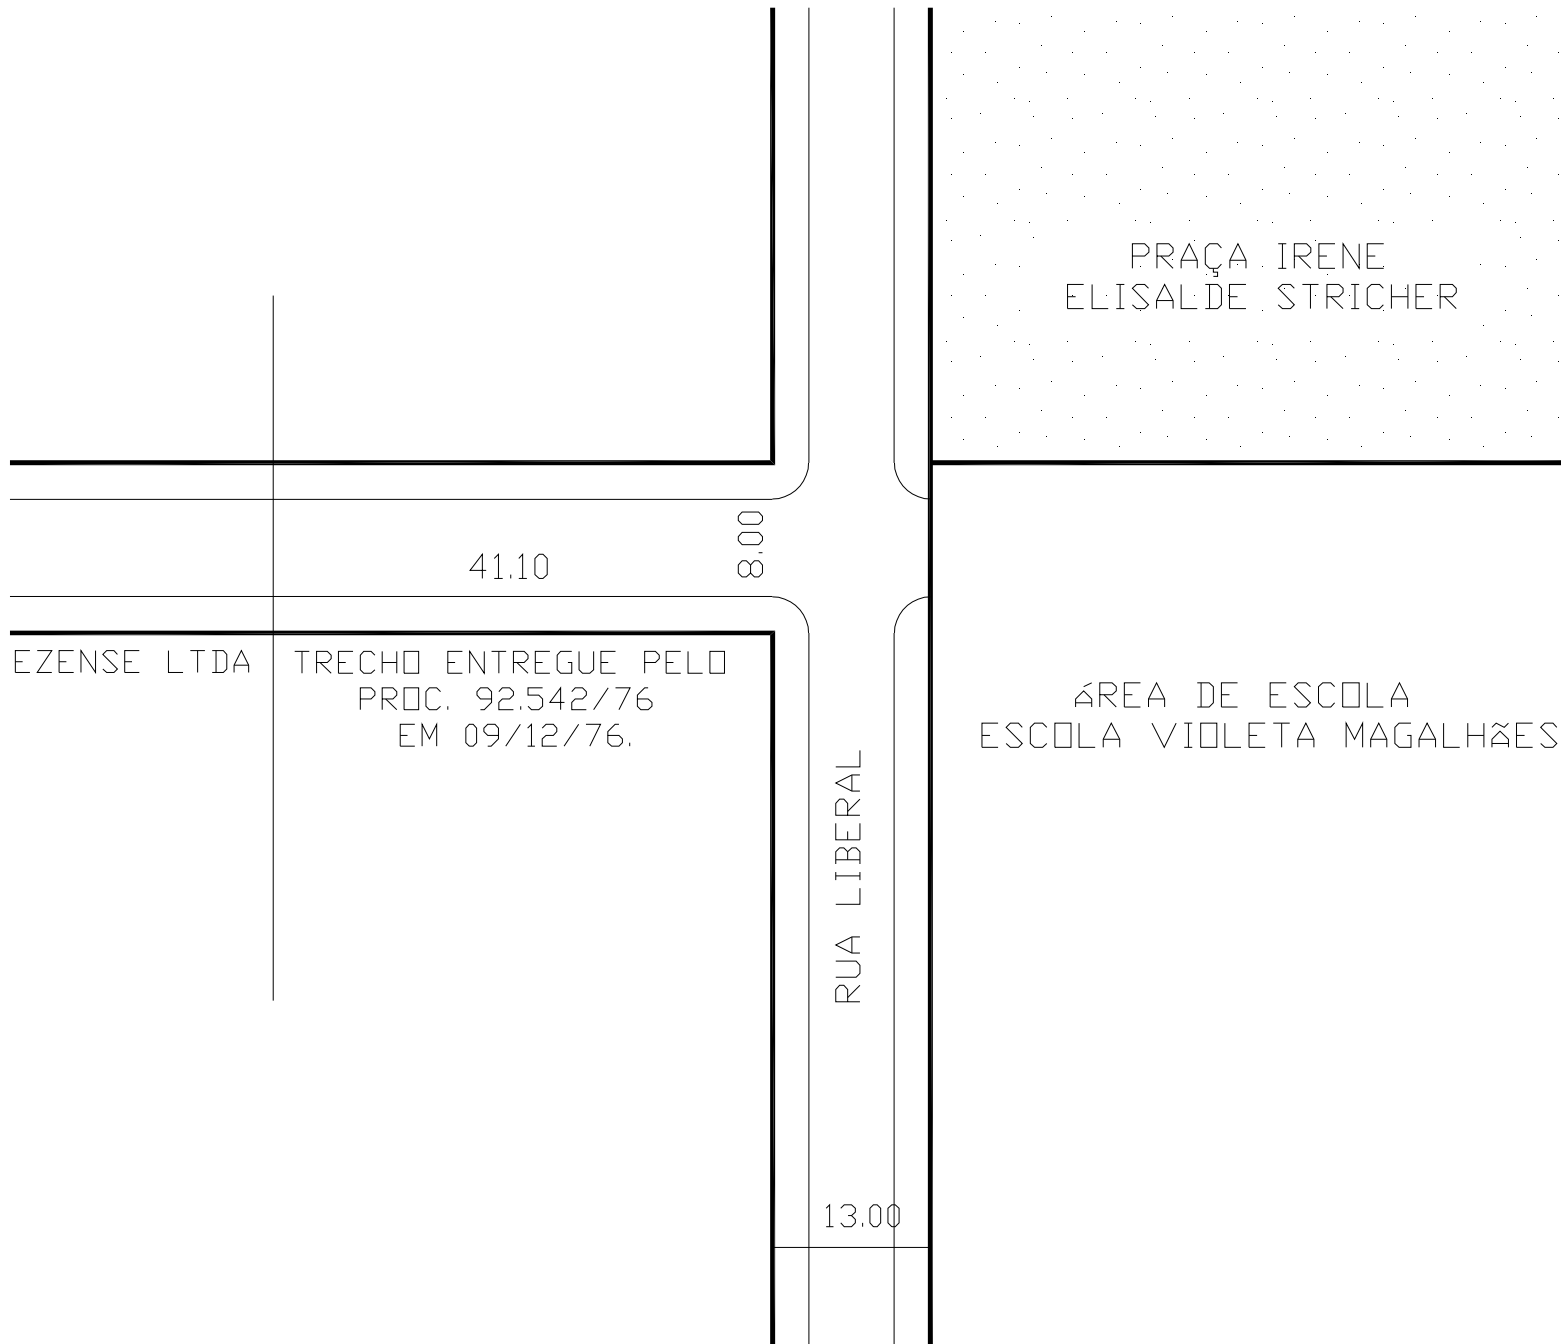 PRAÇA IRENE
ELISALDE STRICHER
8.00
41.10
EZENSE LTDA
TRECHO ENTREGUE PELO
PROC. 92.542/76
EM 09/12/76.
áREA DE ESCOLA
ESCOLA VIOLETA MAGALHãES
RUA LIBERAL
13.00